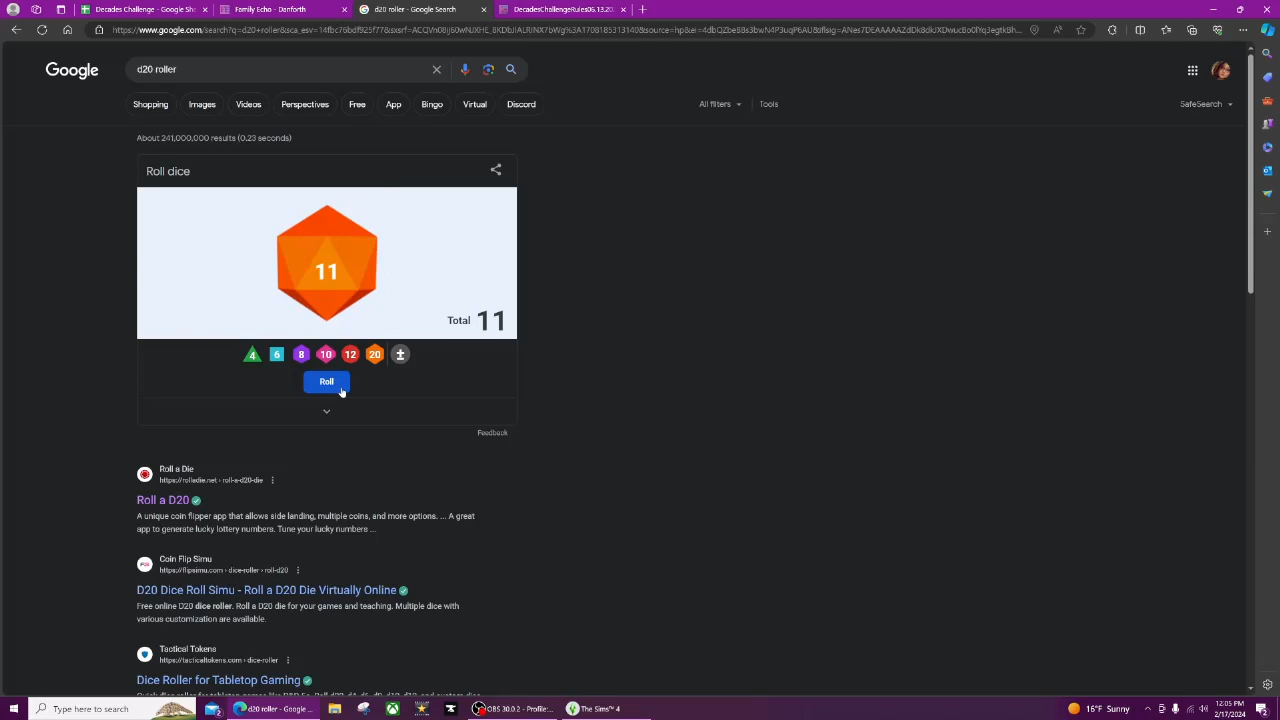 Decades Challenge - Google Sh
Family Echo - Danforth
d20 roller - Google Search
DecadesChallengeRules06.13.20
Google
d20 roller
Shopping
Images
Videos
Perspectives
Free
App
Bingo
Virtual
Discord
All filters
Tools
SafeSearch
About 241,000,000 results (0.23 seconds)
Roll dice
11
Total 11
4 6 8 10 12 20 ±
Roll
Feedback
Roll a Die
https://rolladie.net › roll-a-d20-die
Roll a D20
A unique coin flipper app that allows side landing, multiple coins, and more options. ... A great
app to generate lucky lottery numbers. Tune your lucky numbers ...
Coin Flip Simu
https://flipsimu.com › dice-roller › roll-d20
D20 Dice Roll Simu - Roll a D20 Die Virtually Online
Free online D20 dice roller. Roll a D20 die for your games and teaching. Multiple dice with
various customization are available.
Tactical Tokens
https://tacticaltokens.com › dice-roller
Dice Roller for Tabletop Gaming
Type here to search
2
d20 roller - Google ...
OBS 30.0.2 - Profile:...
The Sims™ 4
16°F Sunny
12:05 PM
2/17/2024
2